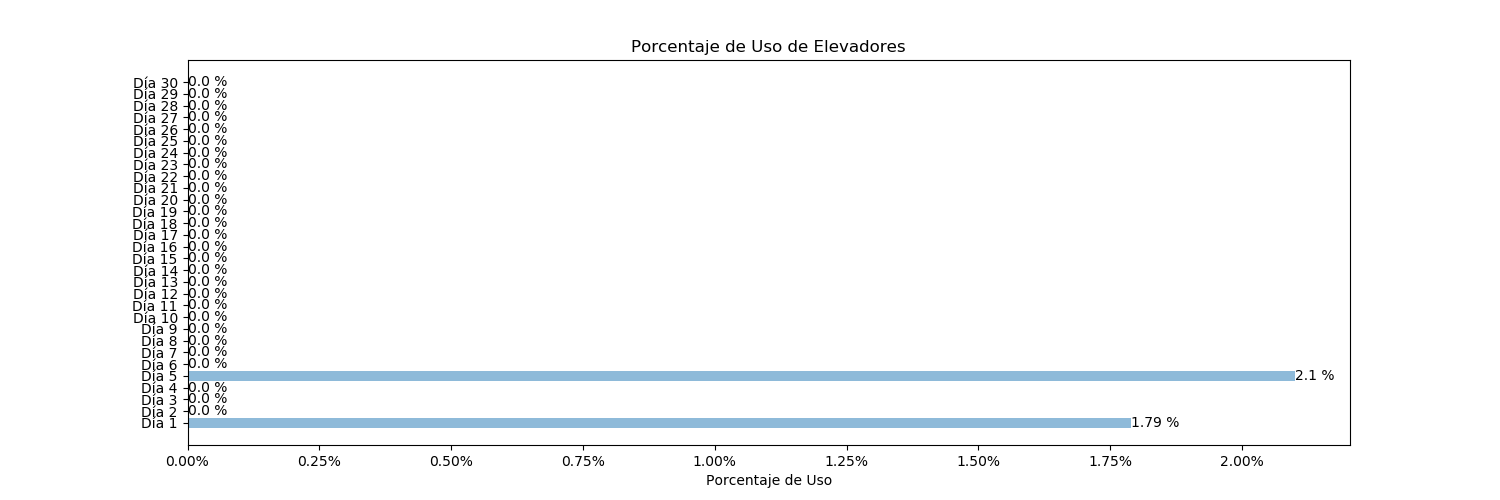 Porcentaje de Uso de Elevadores
Día 30 0.0 %
Día 29 0.0 %
Día 28 0.0 %
Día 27 0.0 %
Día 26 0.0 %
Día 25 0.0 %
Día 24 0.0 %
Día 23 0.0 %
Día 22 0.0 %
Día 21 0.0 %
Día 20 0.0 %
Día 19 0.0 %
Día 18 0.0 %
Día 17 0.0 %
Día 16 0.0 %
Día 15 0.0 %
Día 14 0.0 %
Día 13 0.0 %
Día 12 0.0 %
Día 11 0.0 %
Día 10 0.0 %
Día 9 0.0 %
Día 8 0.0 %
Día 7 0.0 %
Día 6 0.0 %
Día 5 2.1 %
Día 4 0.0 %
Día 3 0.0 %
Día 2 0.0 %
Día 1 1.79 %
0.00% 0.25% 0.50% 0.75% 1.00% 1.25% 1.50% 1.75% 2.00%
Porcentaje de Uso